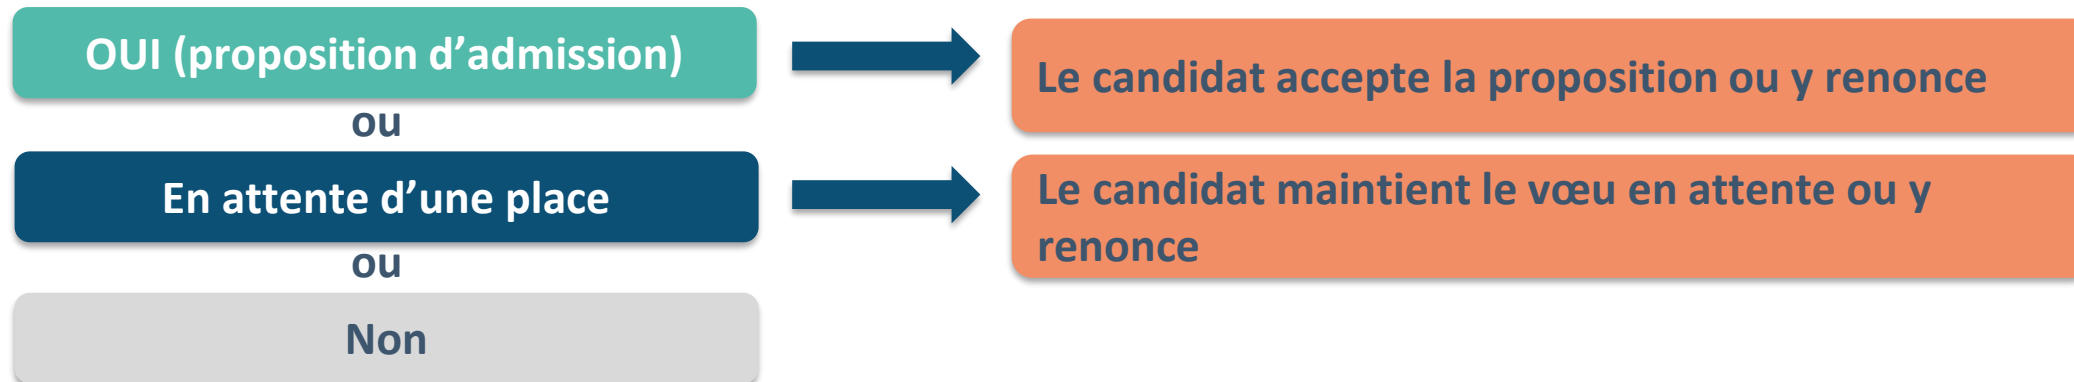 OUI (proposition d’admission)
Le candidat accepte la proposition ou y renonce
ou
En attente d’une place
Le candidat maintient le vœu en attente ou y
renonce
ou
Non